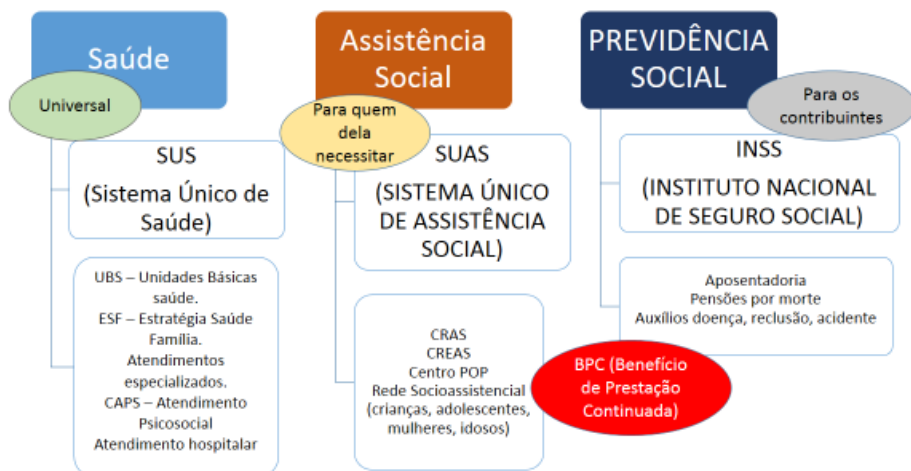 Saúde
Universal
SUS
(Sistema Único de
Saúde)
UBS – Unidades Básicas
saúde.
ESF – Estratégia Saúde
Família.
Atendimentos
especializados.
CAPS – Atendimento
Psicosocial
Atendimento hospitalar
Assistência
Social
Para quem
dela
necessitar
SUAS
(SISTEMA ÚNICO
DE ASSISTÊNCIA
SOCIAL)
CRAS
CREAS
Centro POP
Rede Socioassistencial
(crianças, adolescentes,
mulheres, idosos)
PREVIDÊNCIA
SOCIAL
Para os
contribuintes
INSS
(INSTITUTO NACIONAL
DE SEGURO SOCIAL)
Aposentadoria
Pensões por morte
Auxílios doença, reclusão, acidente
BPC (Benefício
de Prestação
Continuada)